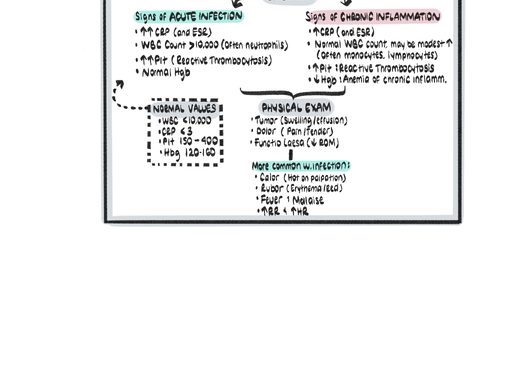 Signs of ACUTE INFECTION
• ↑↑ CRP (and ESR)
• WBC Count >10,000 (Often neutrophils)
• ↑↑Plt (Reactive Thrombocytosis)
• Normal Hgb
Signs of CHRONIC INFLAMMATION
• ↑CRP (and ESR)
• Normal WBC count, may be modest ↑
(Often monocytes, lymphocytes)
• ↑Plt : Reactive Thrombocytosis
• ↓ Hgb : Anemia of chronic inflamm.
NORMAL VALUES
• WBC <10,000
• CRP <3
• Plt 150-400
• Hbg 120-160
PHYSICAL EXAM
• Tumor (Swelling/effusion)
• Dolor (Pain/Tender)
• Functio Laesa (↓ ROM)
More common w. infection:
• Calor (Hot on palpation)
• Rubor (Erythema/Red)
• Fever : Malaise
• ↑RR & ↑HR